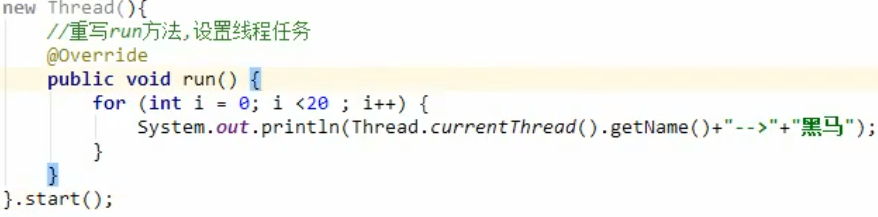 new Thread(){
    //重写run方法,设置线程任务
    @Override
    public void run() {
        for (int i = 0; i <20 ; i++) {
            System.out.println(Thread.currentThread().getName()+"-->"+"黑马");
        }
    }
}.start();